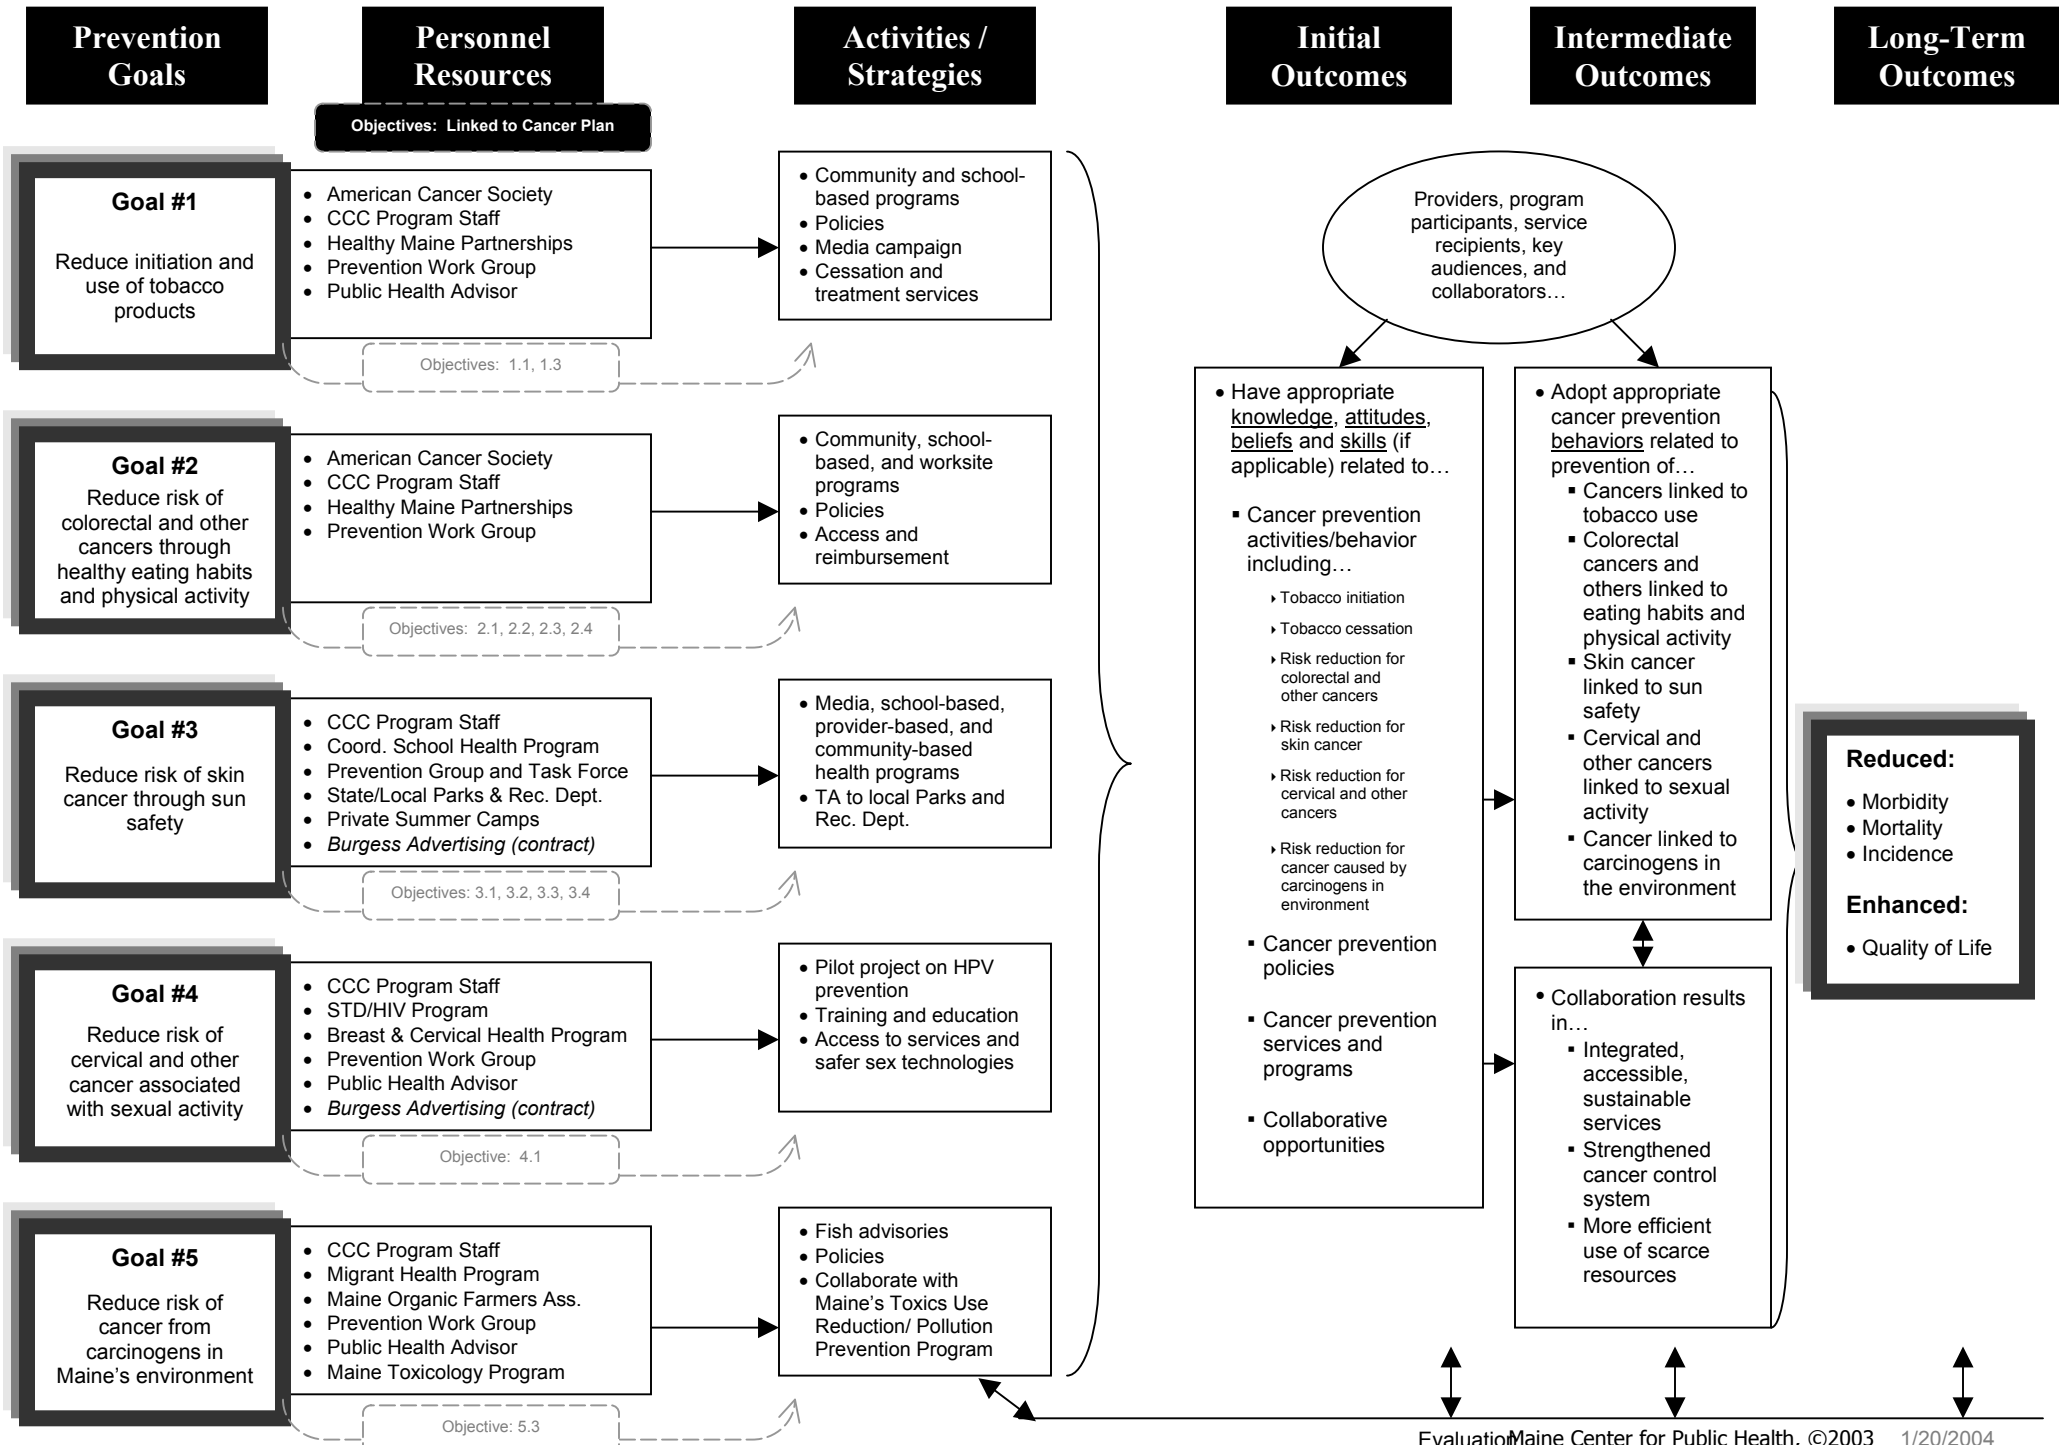 Prevention
Goals
Personnel
Resources
Activities /
Strategies
Initial
Outcomes
Intermediate
Outcomes
Long-Term
Outcomes
Objectives: Linked to Cancer Plan
Goal #1
Reduce initiation and
use of tobacco
products
• American Cancer Society
• CCC Program Staff
• Healthy Maine Partnerships
• Prevention Work Group
• Public Health Advisor
Objectives: 1.1, 1.3
• Community and school-
based programs
• Policies
• Media campaign
• Cessation and
treatment services
Goal #2
Reduce risk of
colorectal and other
cancers through
healthy eating habits
and physical activity
• American Cancer Society
• CCC Program Staff
• Healthy Maine Partnerships
• Prevention Work Group
Objectives: 2.1, 2.2, 2.3, 2.4
• Community, school-
based, and worksite
programs
• Policies
• Access and
reimbursement
Goal #3
Reduce risk of skin
cancer through sun
safety
• CCC Program Staff
• Coord. School Health Program
• Prevention Group and Task Force
• State/Local Parks & Rec. Dept.
• Private Summer Camps
• Burgess Advertising (contract)
Objectives: 3.1, 3.2, 3.3, 3.4
• Media, school-based,
provider-based, and
community-based
health programs
• TA to local Parks and
Rec. Dept.
Goal #4
Reduce risk of
cervical and other
cancer associated
with sexual activity
• CCC Program Staff
• STD/HIV Program
• Breast & Cervical Health Program
• Prevention Work Group
• Public Health Advisor
• Burgess Advertising (contract)
Objective: 4.1
• Pilot project on HPV
prevention
• Training and education
• Access to services and
safer sex technologies
Goal #5
Reduce risk of
cancer from
carcinogens in
Maine's environment
• CCC Program Staff
• Migrant Health Program
• Maine Organic Farmers Ass.
• Prevention Work Group
• Public Health Advisor
• Maine Toxicology Program
Objective: 5.3
• Fish advisories
• Policies
• Collaborate with
Maine's Toxics Use
Reduction/ Pollution
Prevention Program
Providers, program
participants, service
recipients, key
audiences, and
collaborators…
• Have appropriate
knowledge, attitudes,
beliefs and skills (if
applicable) related to…
▪ Cancer prevention
activities/behavior
including…
Tobacco initiation
Tobacco cessation
Risk reduction for
colorectal and
other cancers
Risk reduction for
skin cancer
Risk reduction for
cervical and other
cancers
Risk reduction for
cancer caused by
carcinogens in
environment
▪ Cancer prevention
policies
▪ Cancer prevention
services and
programs
▪ Collaborative
opportunities
• Adopt appropriate
cancer prevention
behaviors related to
prevention of…
▪ Cancers linked to
tobacco use
▪ Colorectal
cancers and
others linked to
eating habits and
physical activity
▪ Skin cancer
linked to sun
safety
▪ Cervical and
other cancers
linked to sexual
activity
▪ Cancer linked to
carcinogens in
the environment
• Collaboration results
in…
▪ Integrated,
accessible,
sustainable
services
▪ Strengthened
cancer control
system
▪ More efficient
use of scarce
resources
Reduced:
• Morbidity
• Mortality
• Incidence
Enhanced:
• Quality of Life
Evaluation
Maine Center for Public Health, ©2003 1/20/2004